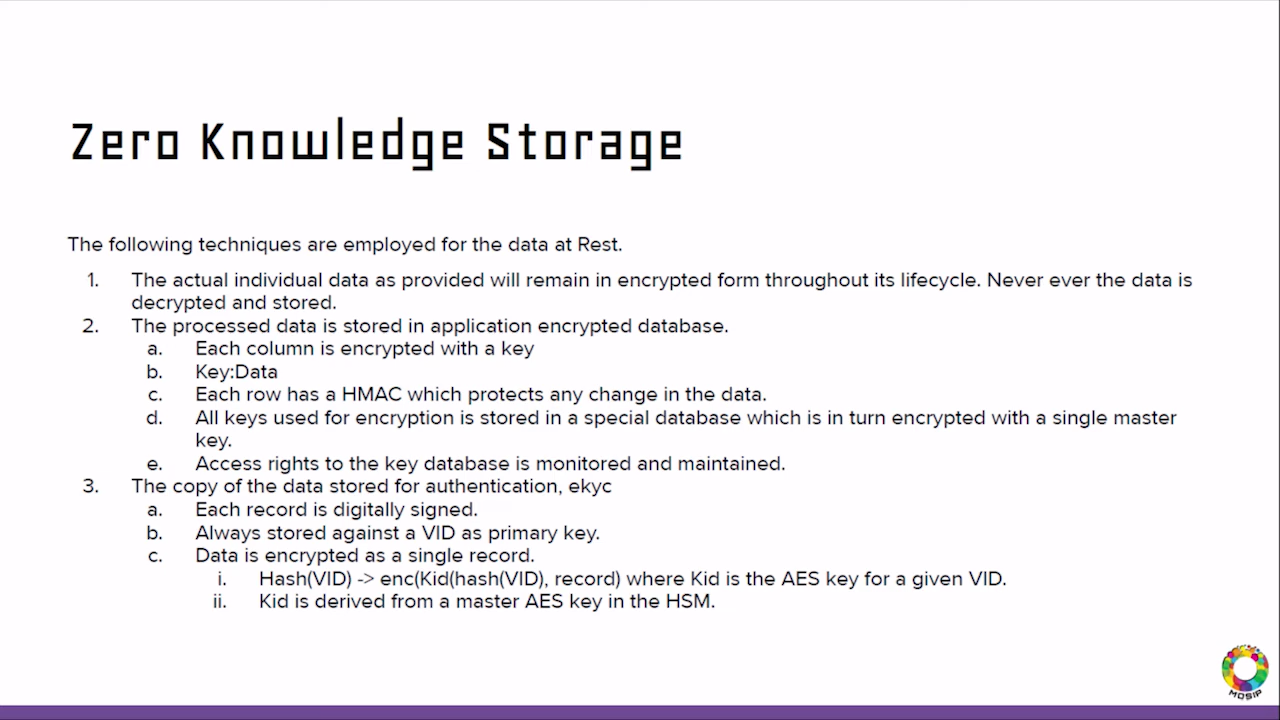 Zero Knowledge Storage
The following techniques are employed for the data at Rest.
1. The actual individual data as provided will remain in encrypted form throughout its lifecycle. Never ever the data is
decrypted and stored.
2. The processed data is stored in application encrypted database.
a. Each column is encrypted with a key
b. Key:Data
c. Each row has a HMAC which protects any change in the data.
d. All keys used for encryption is stored in a special database which is in turn encrypted with a single master
key.
e. Access rights to the key database is monitored and maintained.
3. The copy of the data stored for authentication, ekyc
a. Each record is digitally signed.
b. Always stored against a VID as primary key.
c. Data is encrypted as a single record.
i. Hash(VID) -> enc(Kid(hash(VID), record) where Kid is the AES key for a given VID.
ii. Kid is derived from a master AES key in the HSM.
MOSIP